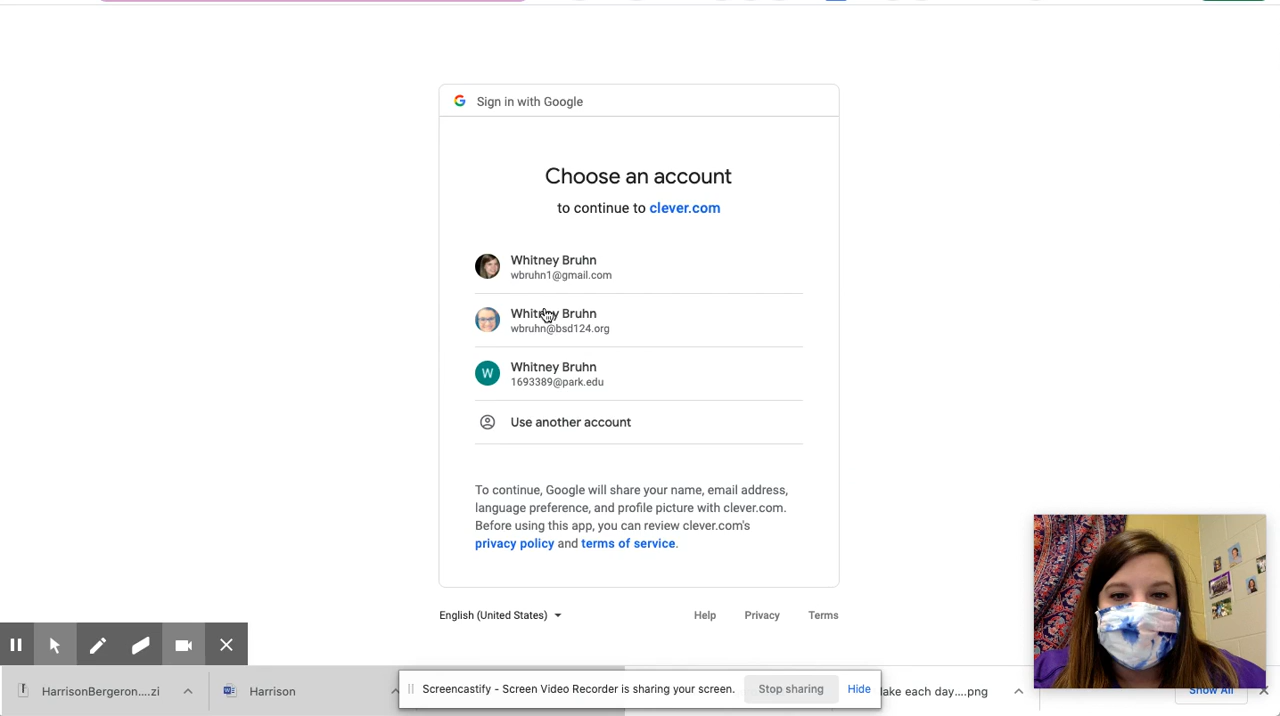 Sign in with Google
Choose an account
to continue to clever.com
Whitney Bruhn
wbruhn1@gmail.com
Whitney Bruhn
wbruhn@bsd124.org
W
Whitney Bruhn
1693389@park.edu
Use another account
To continue, Google will share your name, email address,
language preference, and profile picture with clever.com.
Before using this app, you can review clever.com's
privacy policy and terms of service.
English (United States)
Help Privacy Terms
HarrisonBergeron....zi
Harrison
Screencastify - Screen Video Recorder is sharing your screen. Stop sharing Hide
ake each day....png
Show All